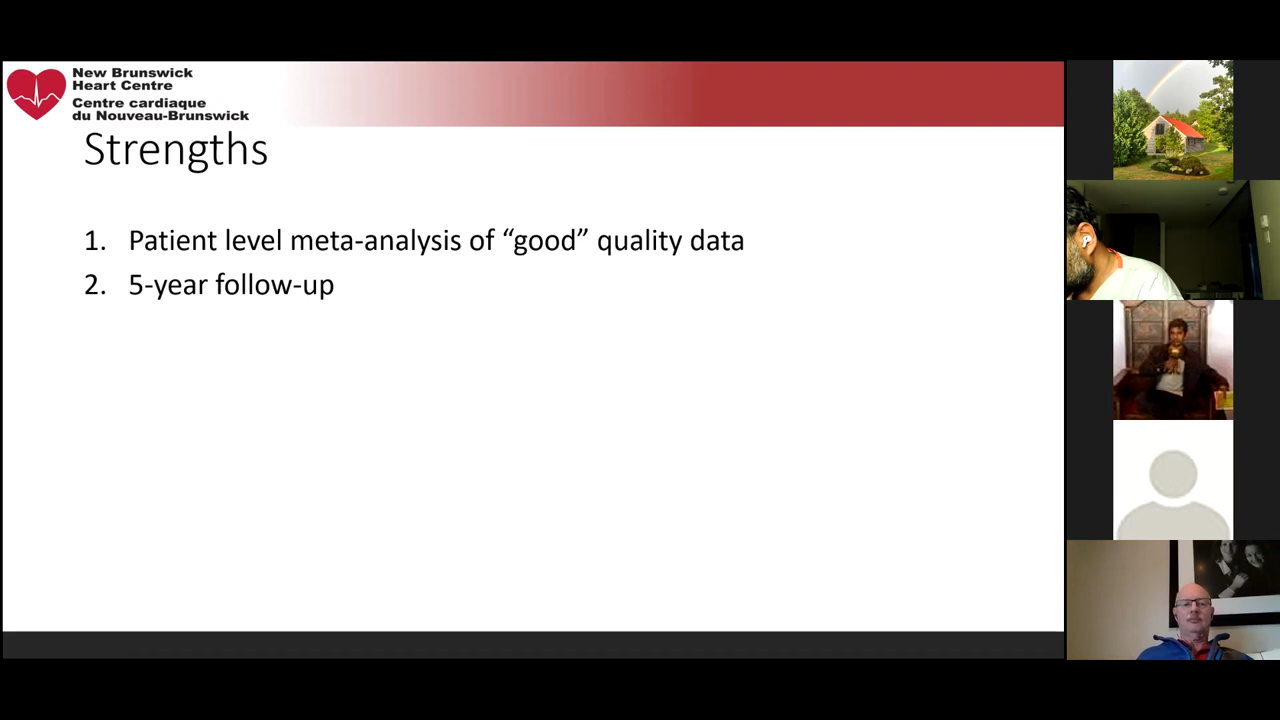 New Brunswick
Heart Centre
Centre cardiaque
du Nouveau-Brunswick
Strengths
1. Patient level meta-analysis of “good” quality data
2. 5-year follow-up